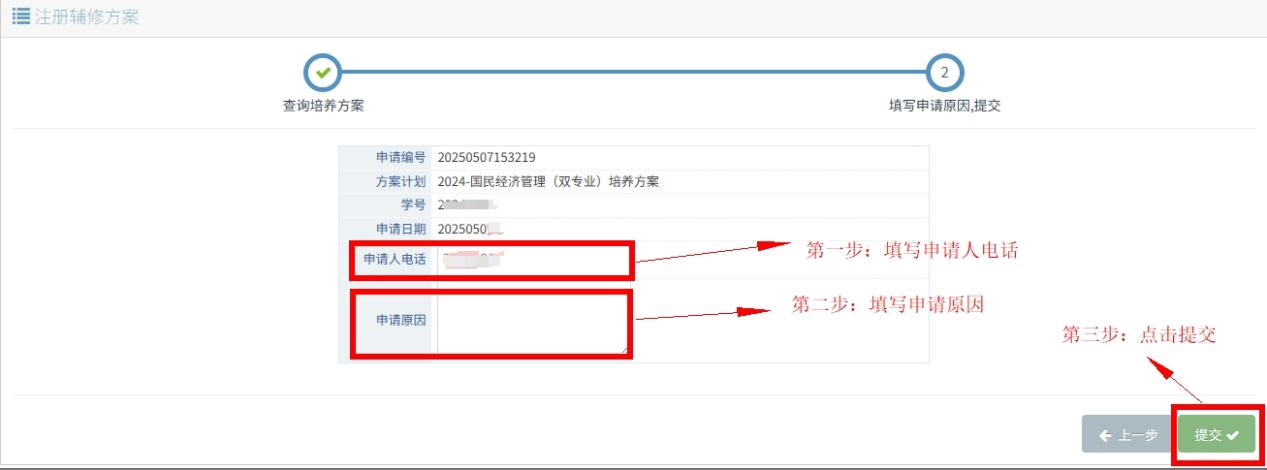 注册辅修方案
2
查询培养方案
填写申请原因,提交
申请编号 20250507153219
方案计划 2024-国民经济管理（双专业）培养方案
学号
申请日期 2025050
申请人电话
第一步：填写申请人电话
申请原因
第二步：填写申请原因
第三步：点击提交
上一步
提交